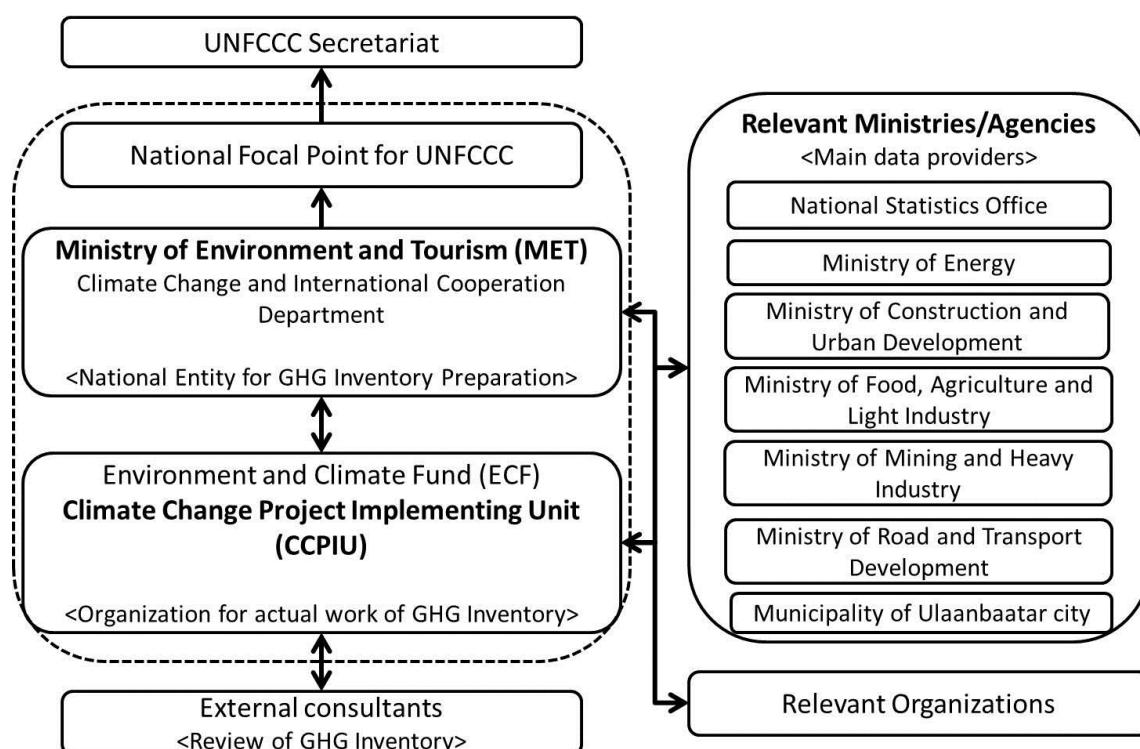 UNFCCC Secretariat
National Focal Point for UNFCCC
Ministry of Environment and Tourism (MET)
Climate Change and International Cooperation
Department
<National Entity for GHG Inventory Preparation>
Environment and Climate Fund (ECF)
Climate Change Project Implementing Unit
(CCPIU)
<Organization for actual work of GHG Inventory>
External consultants
<Review of GHG Inventory>
Relevant Ministries/Agencies
<Main data providers>
National Statistics Office
Ministry of Energy
Ministry of Construction and
Urban Development
Ministry of Food, Agriculture and
Light Industry
Ministry of Mining and Heavy
Industry
Ministry of Road and Transport
Development
Municipality of Ulaanbaatar city
Relevant Organizations